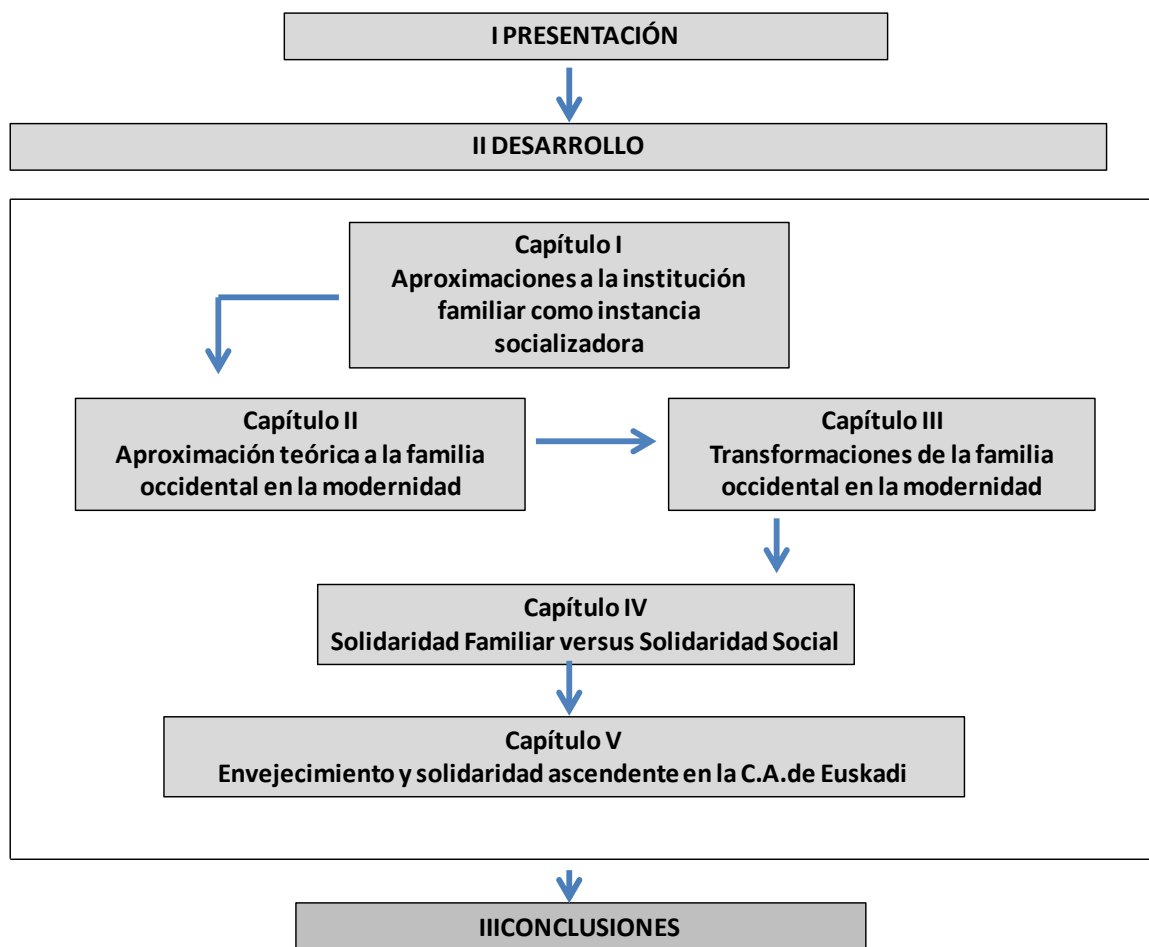 I PRESENTACIÓN
II DESARROLLO
Capítulo I
Aproximaciones a la institución
familiar como instancia
socializadora
Capítulo II
Aproximación teórica a la familia
occidental en la modernidad
Capítulo III
Transformaciones de la familia
occidental en la modernidad
Capítulo IV
Solidaridad Familiar versus Solidaridad Social
Capítulo V
Envejecimiento y solidaridad ascendente en la C.A.de Euskadi
IIICONCLUSIONES